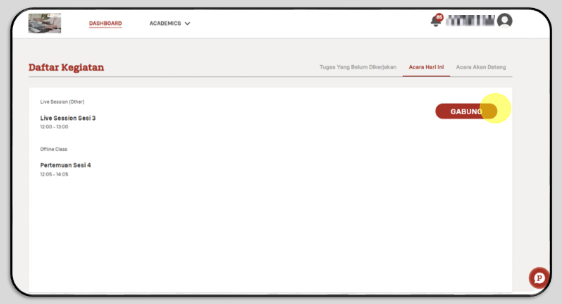 DASHBOARD
ACADEMICS
Daftar Kegiatan
Tugas Yang Belum Dikerjakan
Acara Hari Ini
Acara Akan Datang
Live Session (Other)
Live Session Sesi 3
12:00 - 13:00
GABUNG
Offline Class
Pertemuan Sesi 4
12:05 - 14:05